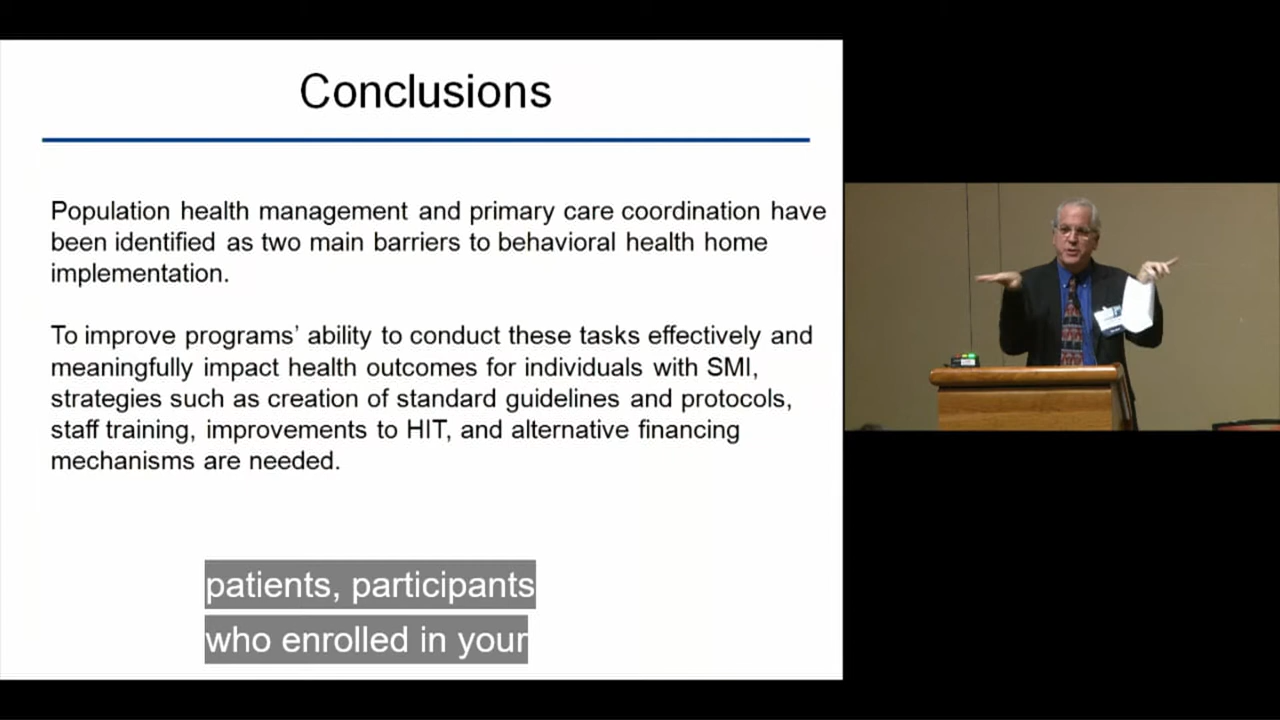 Conclusions
Population health management and primary care coordination have
been identified as two main barriers to behavioral health home
implementation.
To improve programs’ ability to conduct these tasks effectively and
meaningfully impact health outcomes for individuals with SMI,
strategies such as creation of standard guidelines and protocols,
staff training, improvements to HIT, and alternative financing
mechanisms are needed.
patients, participants
who enrolled in your